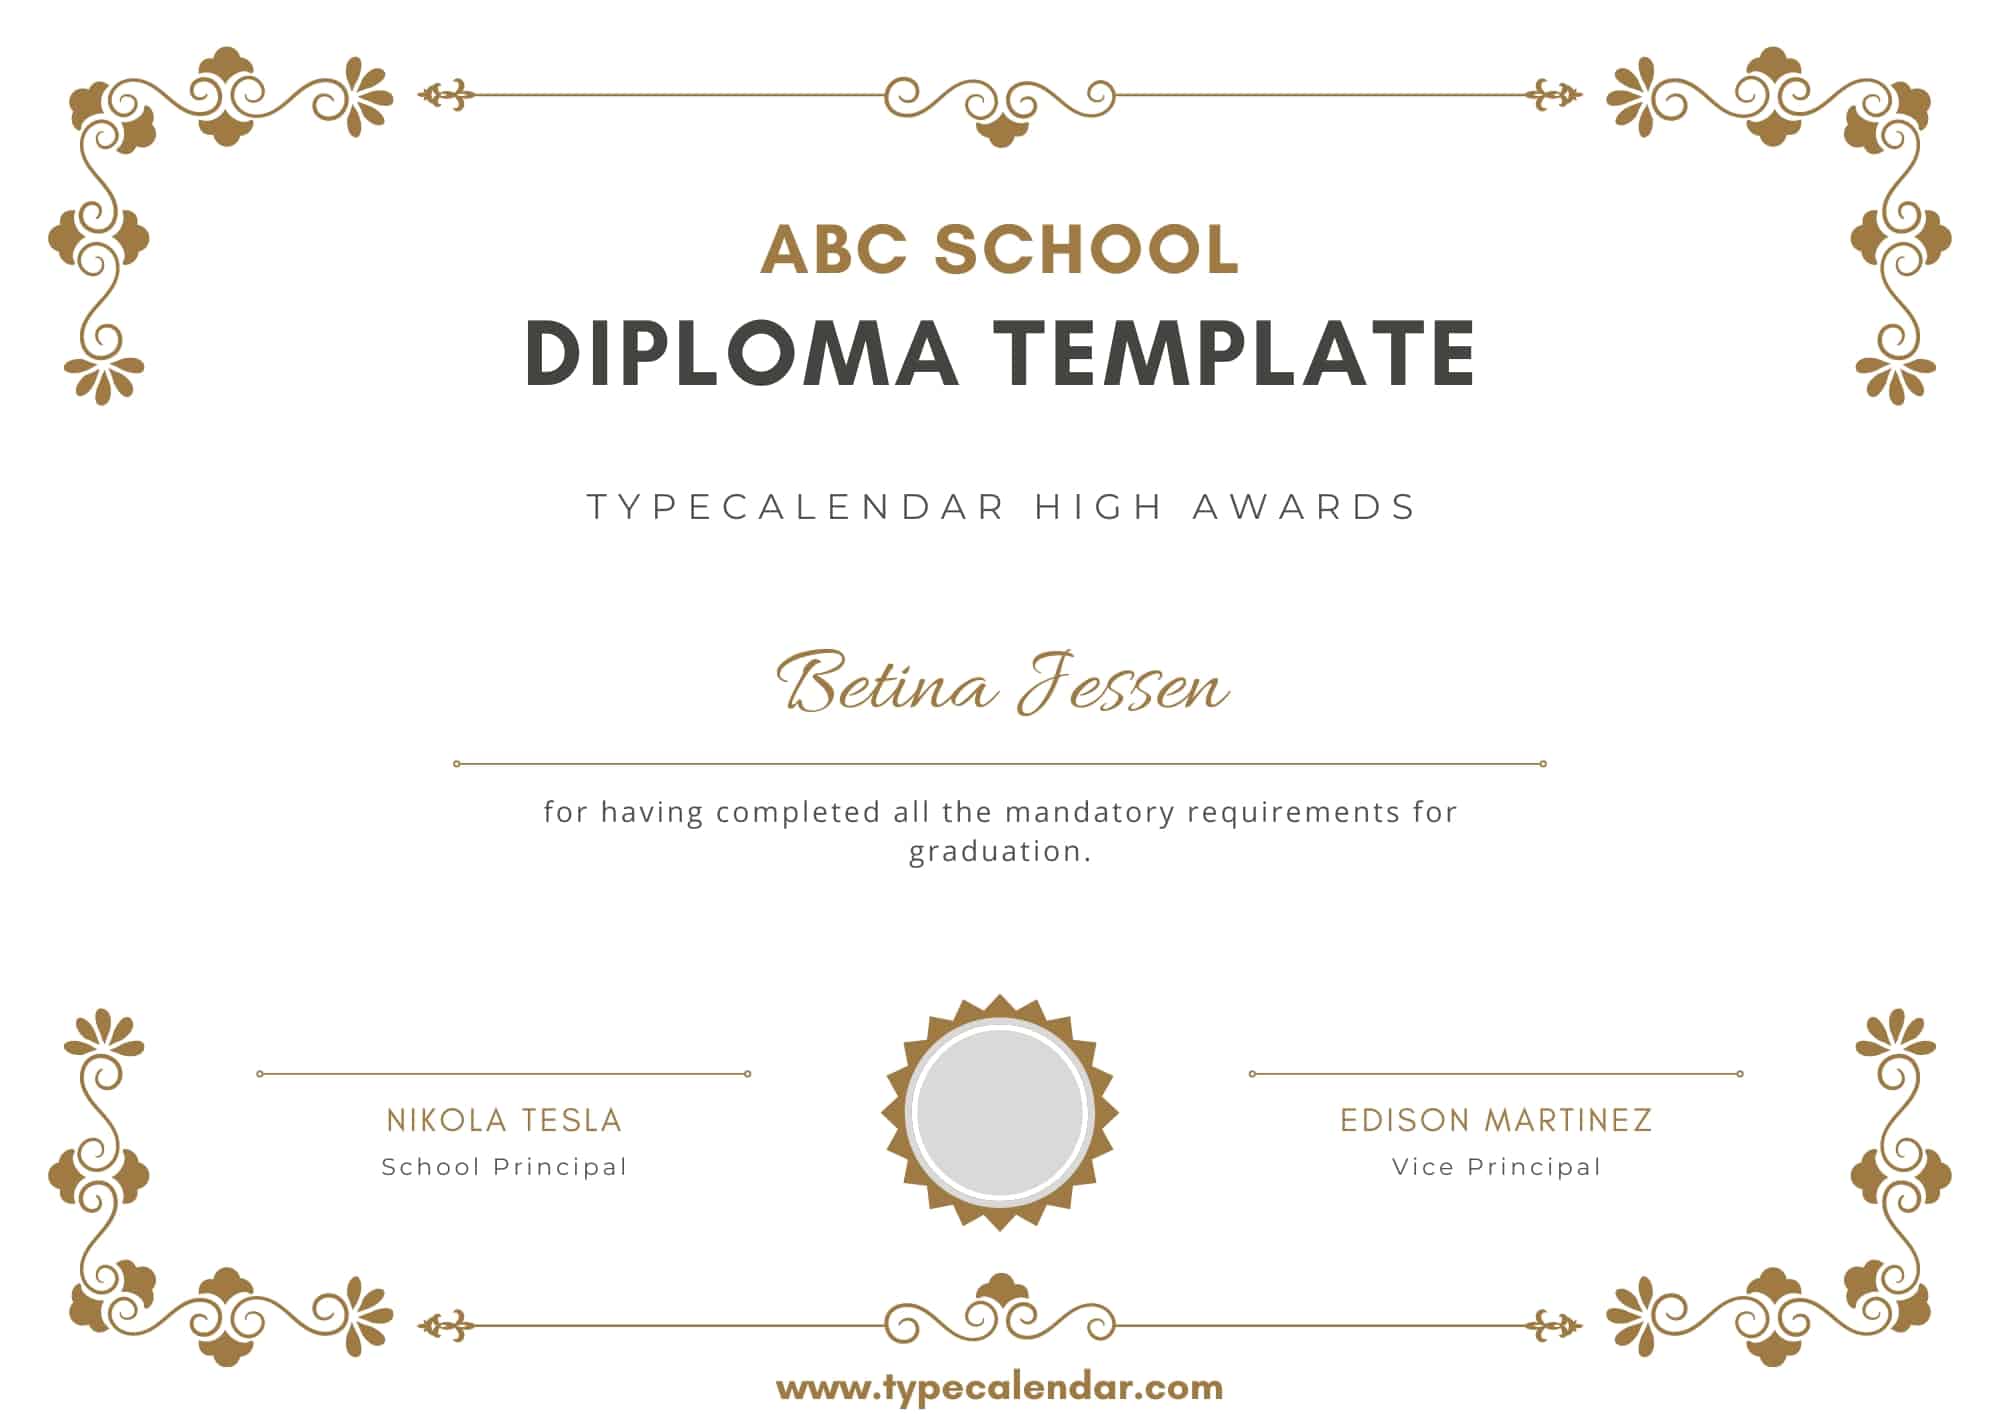 ABC SCHOOL
DIPLOMA TEMPLATE
TYPECALENDAR HIGH AWARDS
Betina Jessen
for having completed all the mandatory requirements for
graduation.
NIKOLA TESLA
School Principal
EDISON MARTINEZ
Vice Principal
www.typecalendar.com